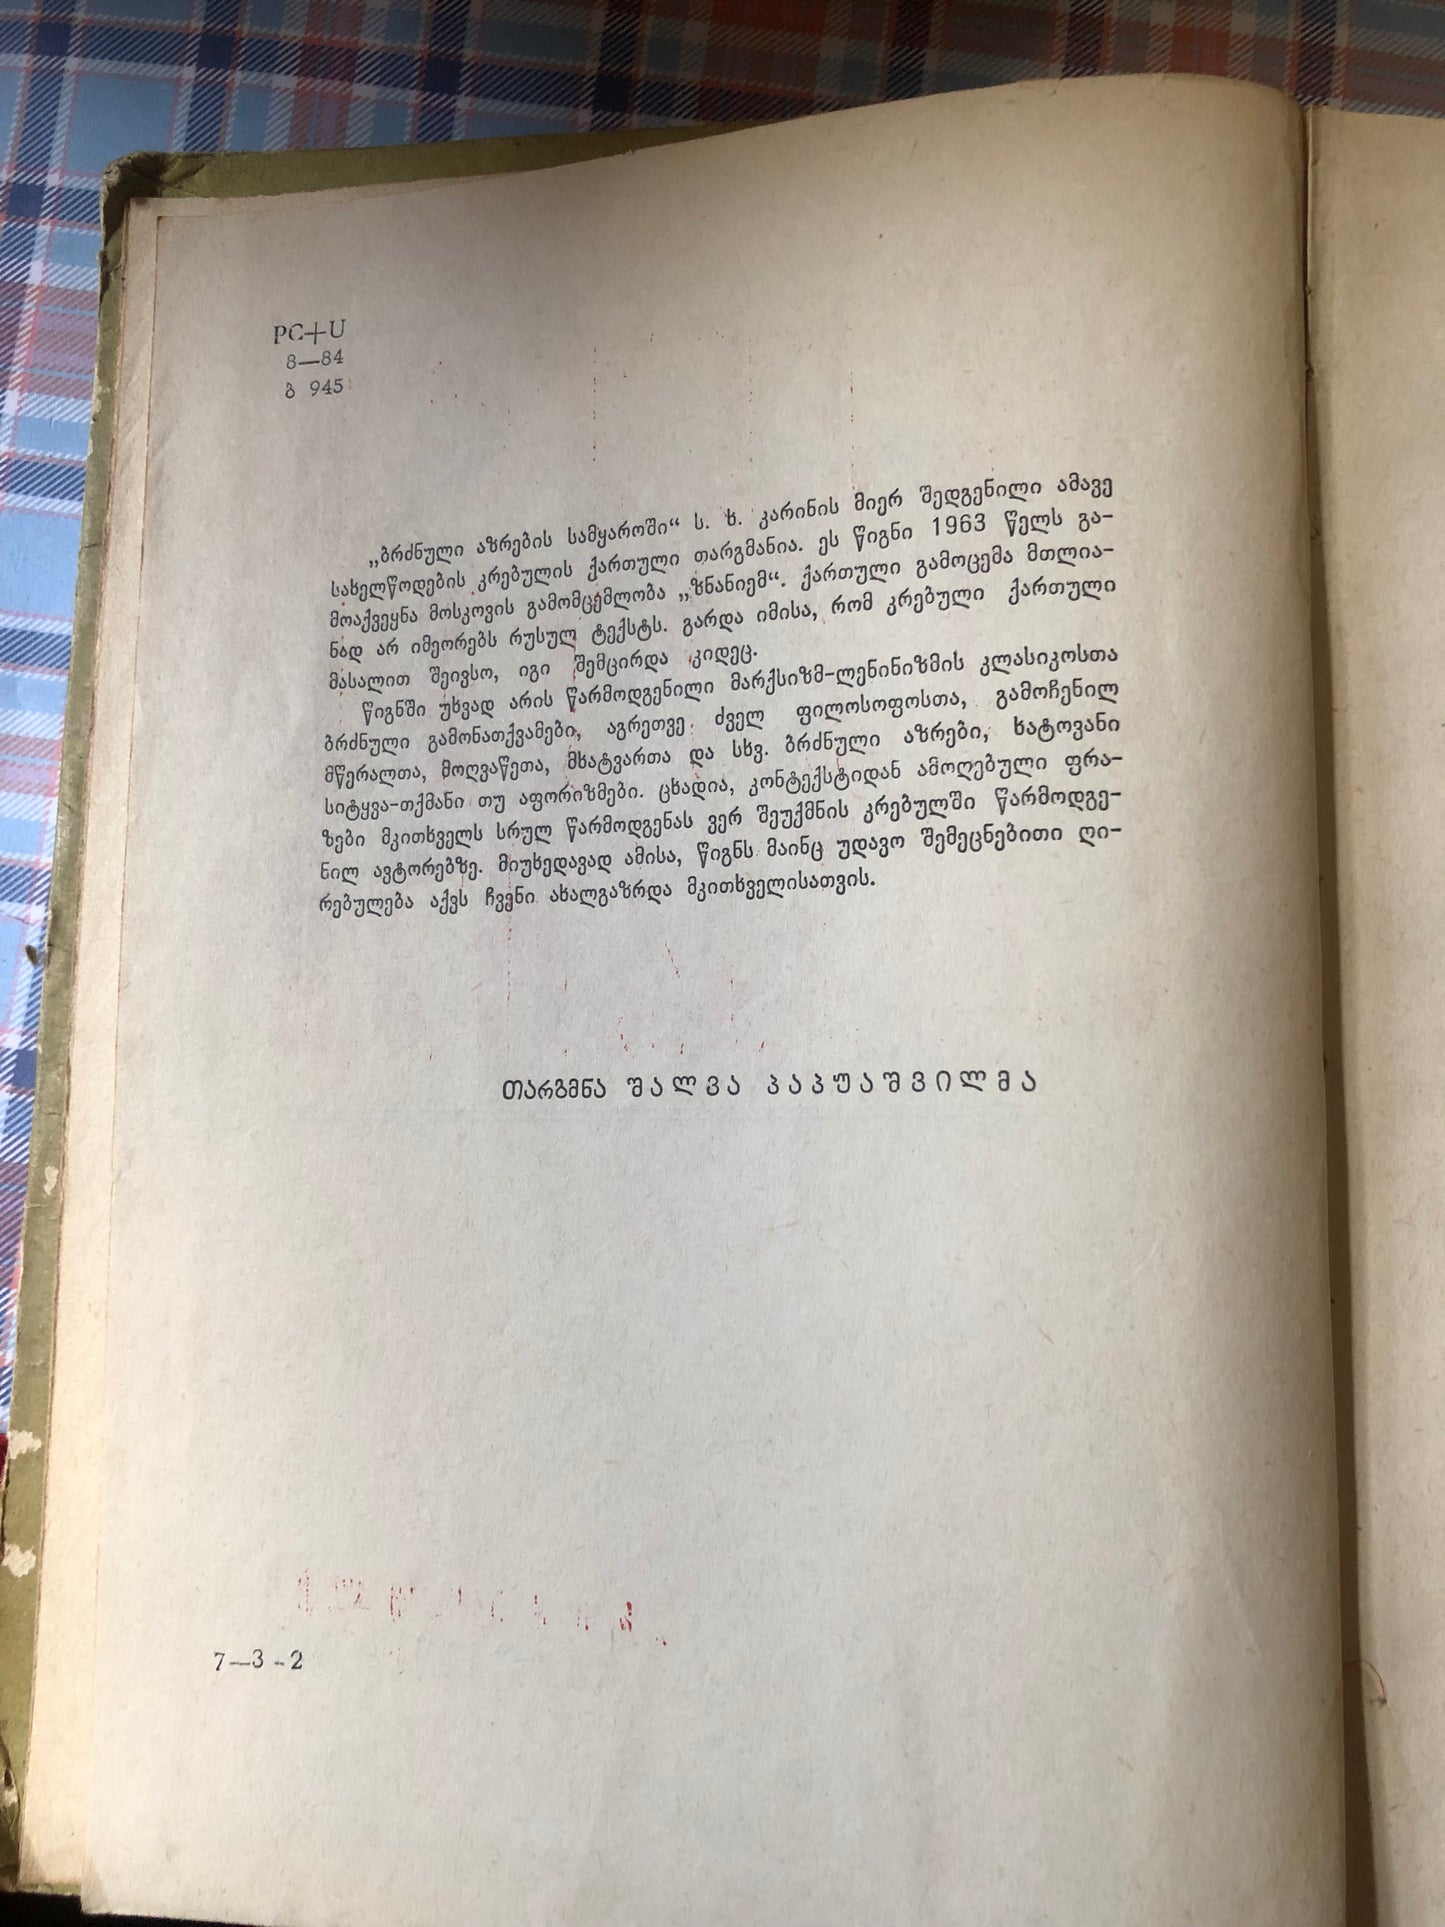 PC+U
8—84
ბ 945
„ბრძნული აზრების სამყაროში“ ს. ხ. კარინის მიერ შედგენილი ამავე
სახელწოდების კრებულის ქართული თარგმანია. ეს წიგნი 1963 წელს გა-
მოაქვეყნა მოსკოვის გამომცემლობა „ზნანიემ“. ქართული გამოცემა მთლია-
ნად არ იმეორებს რუსულ ტექსტს. გარდა იმისა, რომ კრებული ქართული
მასალით შეივსო, იგი შემცირდა კიდეც.
წიგნში უხვად არის წარმოდგენილი მარქსიზმ-ლენინიზმის კლასიკოსთა
ბრძნული გამონათქვამები, აგრეთვე ძველ ფილოსოფოსთა, გამოჩენილ
მწერალთა, მოღვაწეთა, მხატვართა და სხვ. ბრძნული აზრები, ხატოვანი
სიტყვა-თქმანი თუ აფორიზმები. ცხადია, კონტექსტიდან ამოღებული ფრა-
ზები მკითხველს სრულ წარმოდგენას ვერ შეუქმნის კრებულში წარმოდგე-
ნილ ავტორებზე. მიუხედავად ამისა, წიგნს მაინც უდავო შემეცნებითი ღი-
რებულება აქვს ჩვენი ახალგაზრდა მკითხველისათვის.
თარგმნა შალვა პაპუაშვილმა
7—3-2